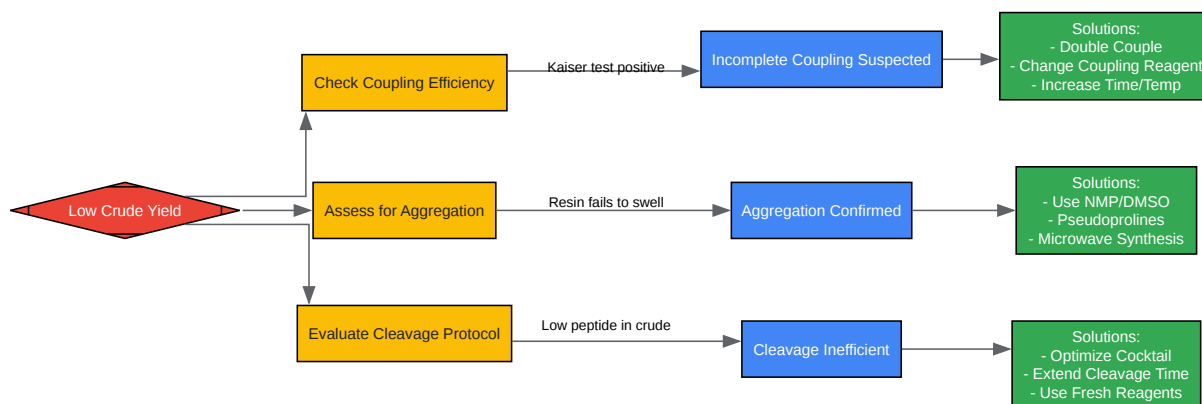 Low Crude Yield
Check Coupling Efficiency
Kaiser test positive
Incomplete Coupling Suspected
Solutions:
- Double Couple
- Change Coupling Reagent
- Increase Time/Temp
Assess for Aggregation
Resin fails to swell
Aggregation Confirmed
Solutions:
- Use NMP/DMSO
- Pseudoprolines
- Microwave Synthesis
Evaluate Cleavage Protocol
Low peptide in crude
Cleavage Inefficient
Solutions:
- Optimize Cocktail
- Extend Cleavage Time
- Use Fresh Reagents